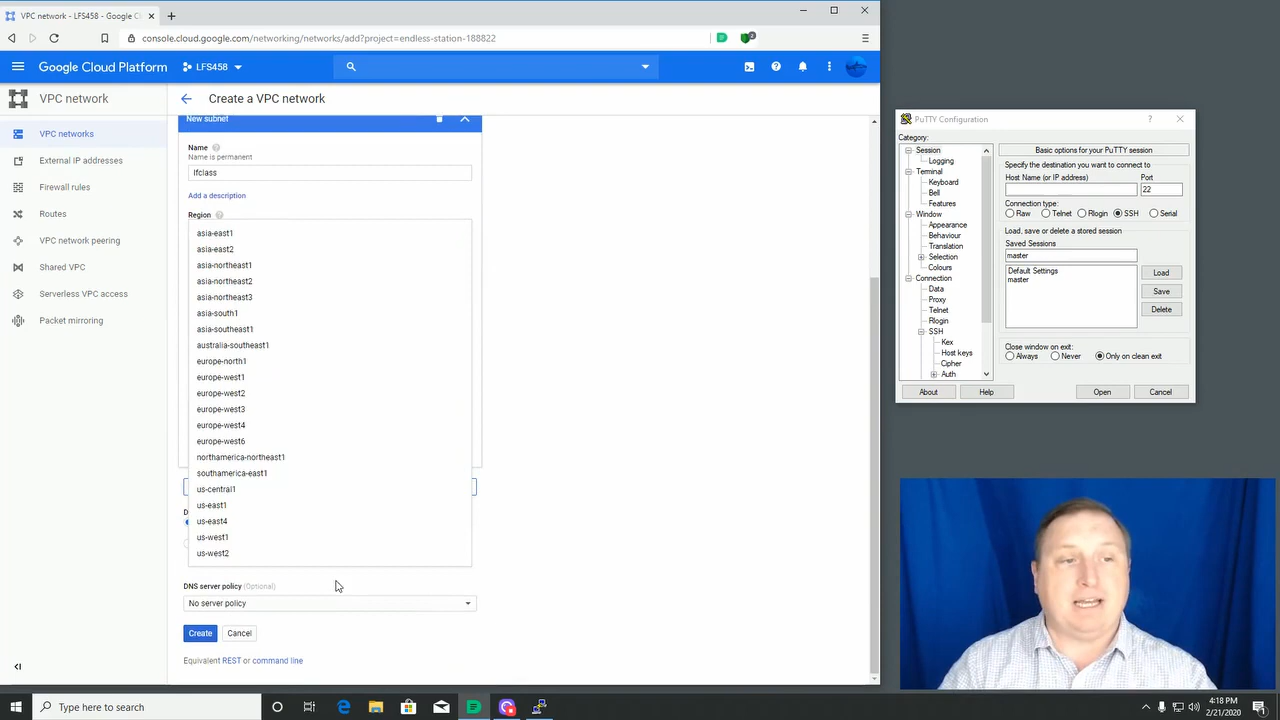 VPC network - LFS458 - Google Cl
console.cloud.google.com/networking/networks/add?project=endless-station-188822
2
Google Cloud Platform
LFS458
VPC network
VPC networks
External IP addresses
Firewall rules
Routes
VPC network peering
Shared VPC
Serverless VPC access
Packet mirroring
Create a VPC network
New subnet
Name
Name is permanent
lfclass
Add a description
Region
asia-east1
asia-east2
asia-northeast1
asia-northeast2
asia-northeast3
asia-south1
asia-southeast1
australia-southeast1
europe-north1
europe-west1
europe-west2
europe-west3
europe-west4
europe-west6
northamerica-northeast1
southamerica-east1
us-central1
us-east1
us-east4
us-west1
us-west2
D
DNS server policy (Optional)
No server policy
Create
Cancel
Equivalent REST or command line
PuTTY Configuration
?
Category:
Session
Logging
Terminal
Keyboard
Bell
Features
Window
Appearance
Behaviour
Translation
Selection
Colours
Connection
Data
Proxy
Telnet
Rlogin
SSH
Kex
Host keys
Cipher
Auth
Basic options for your PuTTY session
Specify the destination you want to connect to
Host Name (or IP address)
Port
22
Connection type:
Raw
Telnet
Rlogin
SSH
Serial
Load, save or delete a stored session
Saved Sessions
master
Default Settings
master
Load
Save
Delete
Close window on exit:
Always
Never
Only on clean exit
About
Help
Open
Cancel
Type here to search
4:18 PM
2/21/2020